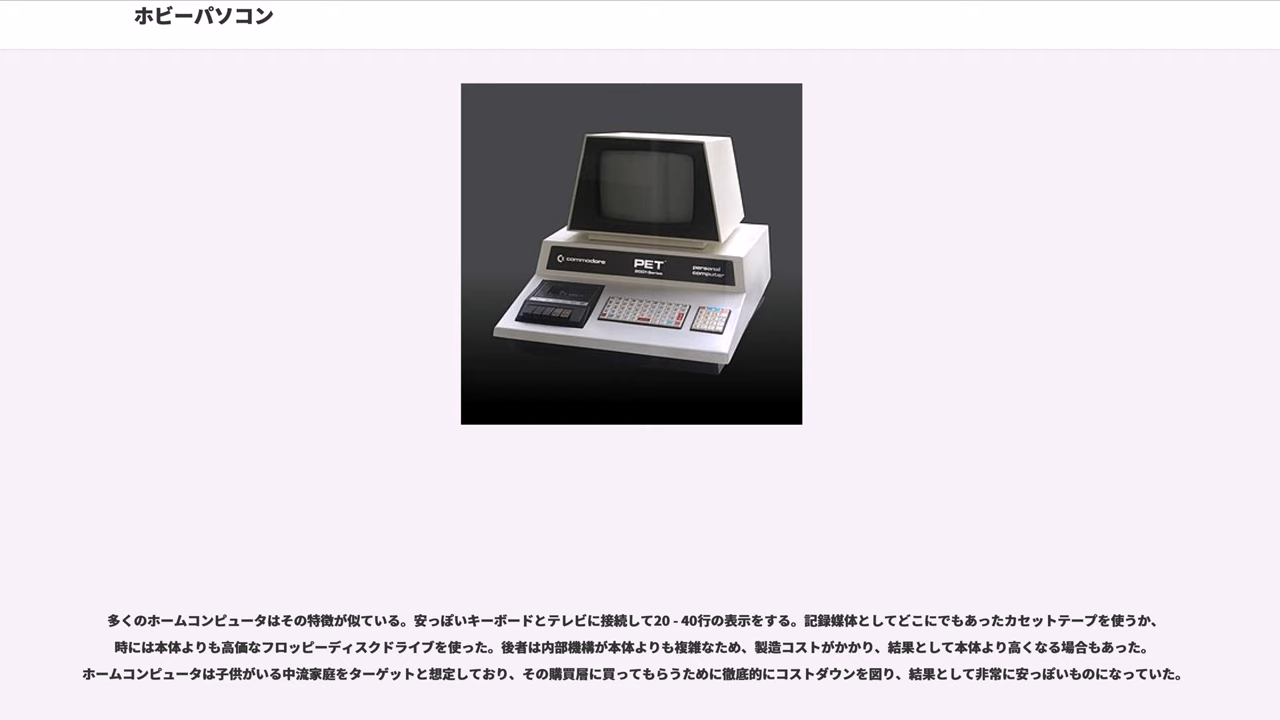 ホビーパソコン
commodore PET personal
2001 Series computer
多くのホームコンピュータはその特徴が似ている。安っぽいキーボードとテレビに接続して20 - 40行の表示をする。記録媒体としてどこにでもあったカセットテープを使うか、
時には本体よりも高価なフロッピーディスクドライブを使った。後者は内部機構が本体よりも複雑なため、製造コストがかかり、結果として本体より高くなる場合もあった。
ホームコンピュータは子供がいる中流家庭をターゲットと想定しており、その購買層に買ってもらうために徹底的にコストダウンを図り、結果として非常に安っぽいものになっていた。